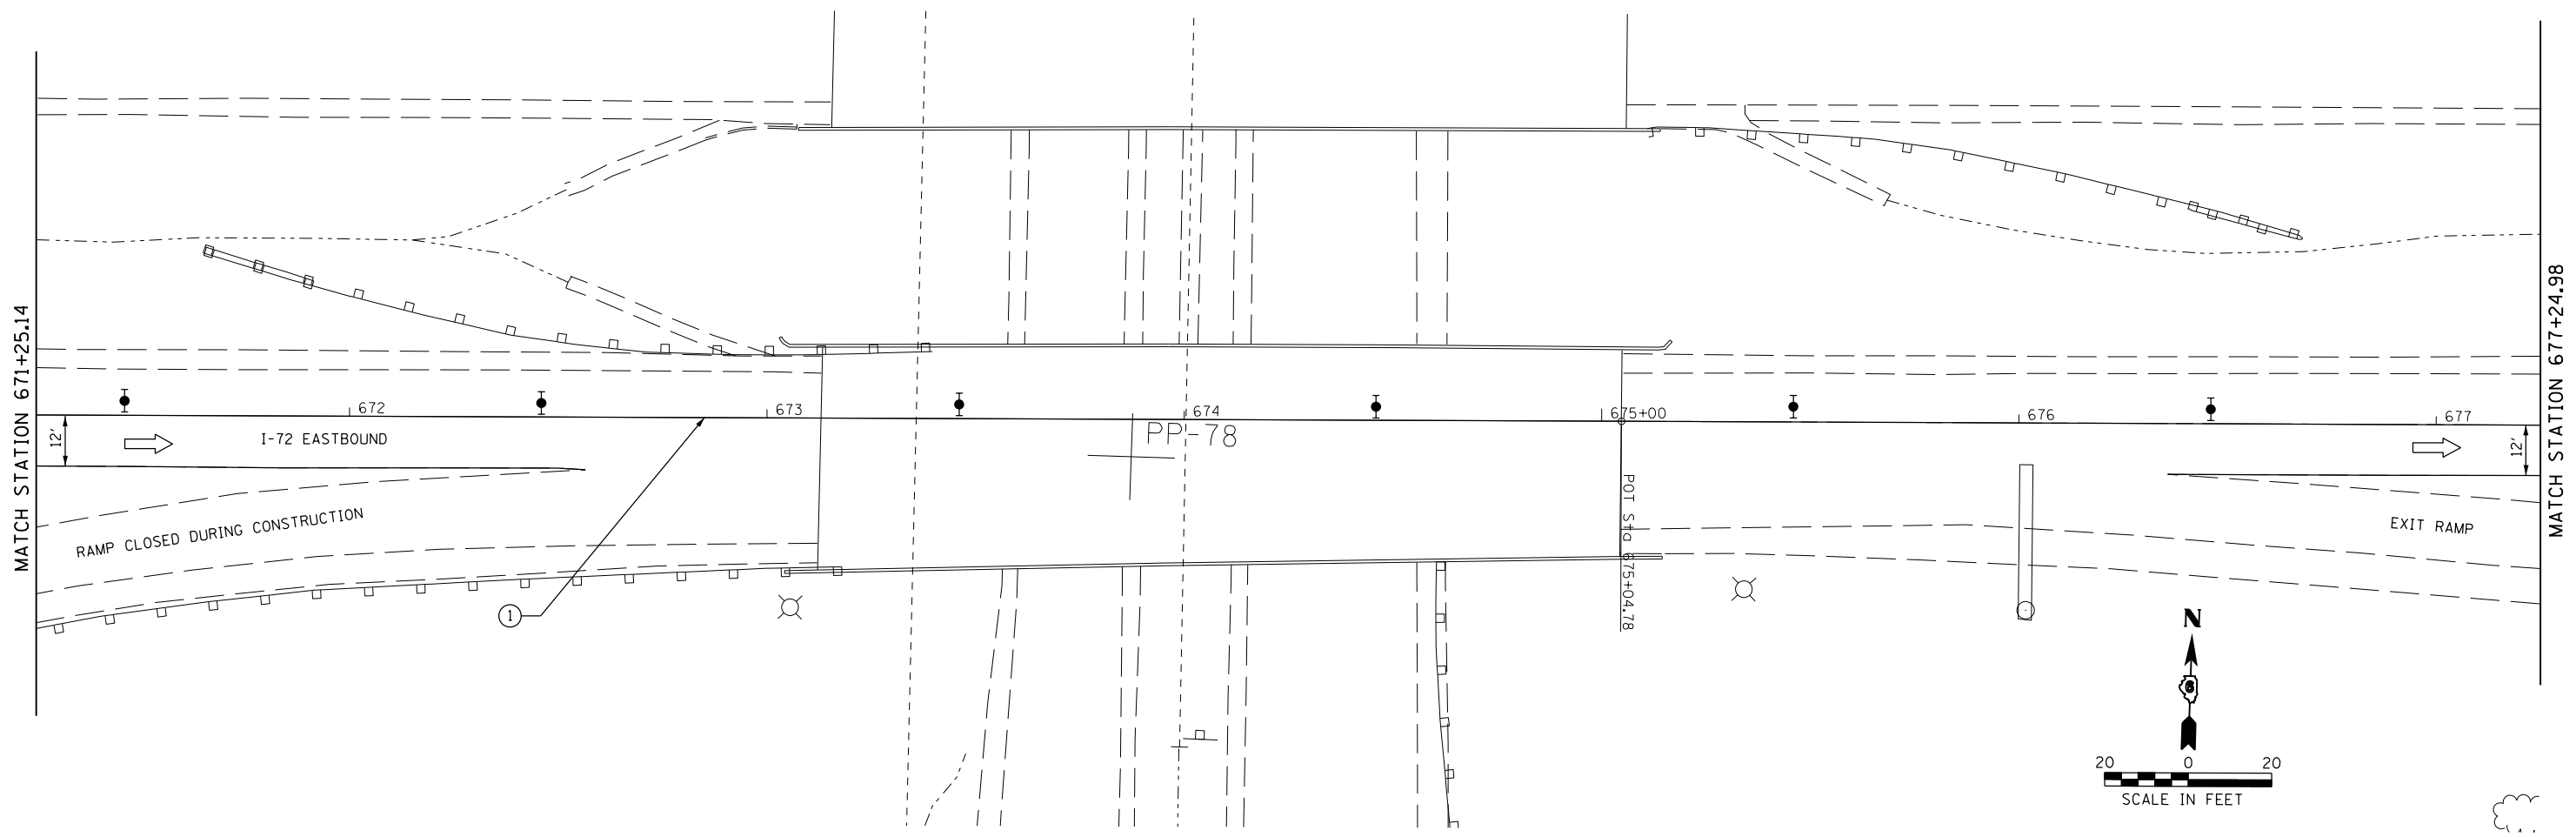 MATCH STATION 671+25.14
12'
I-72 EASTBOUND
672
673
674
675+00
676
677
PP-78
12'
MATCH STATION 677+24.98
RAMP CLOSED DURING CONSTRUCTION
POT Sta 675+04.78
EXIT RAMP
1
N
6
20 0 20
SCALE IN FEET